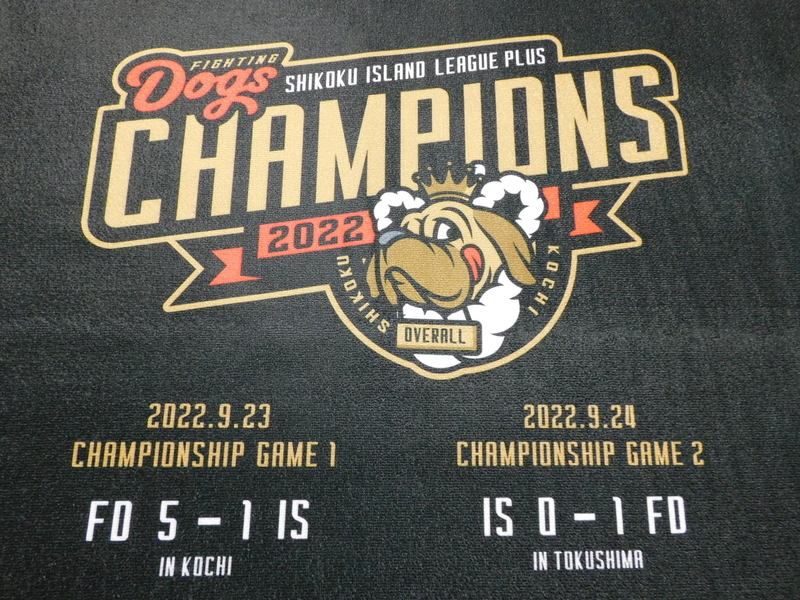 FIGHTING
Dogs
SHIKOKU ISLAND LEAGUE PLUS
CHAMPIONS
2022
SHIKOKU
KOCHI
OVERALL
2022.9.23
CHAMPIONSHIP GAME 1
FD 5 – 1 IS
IN KOCHI
2022.9.24
CHAMPIONSHIP GAME 2
IS 0 – 1 FD
IN TOKUSHIMA